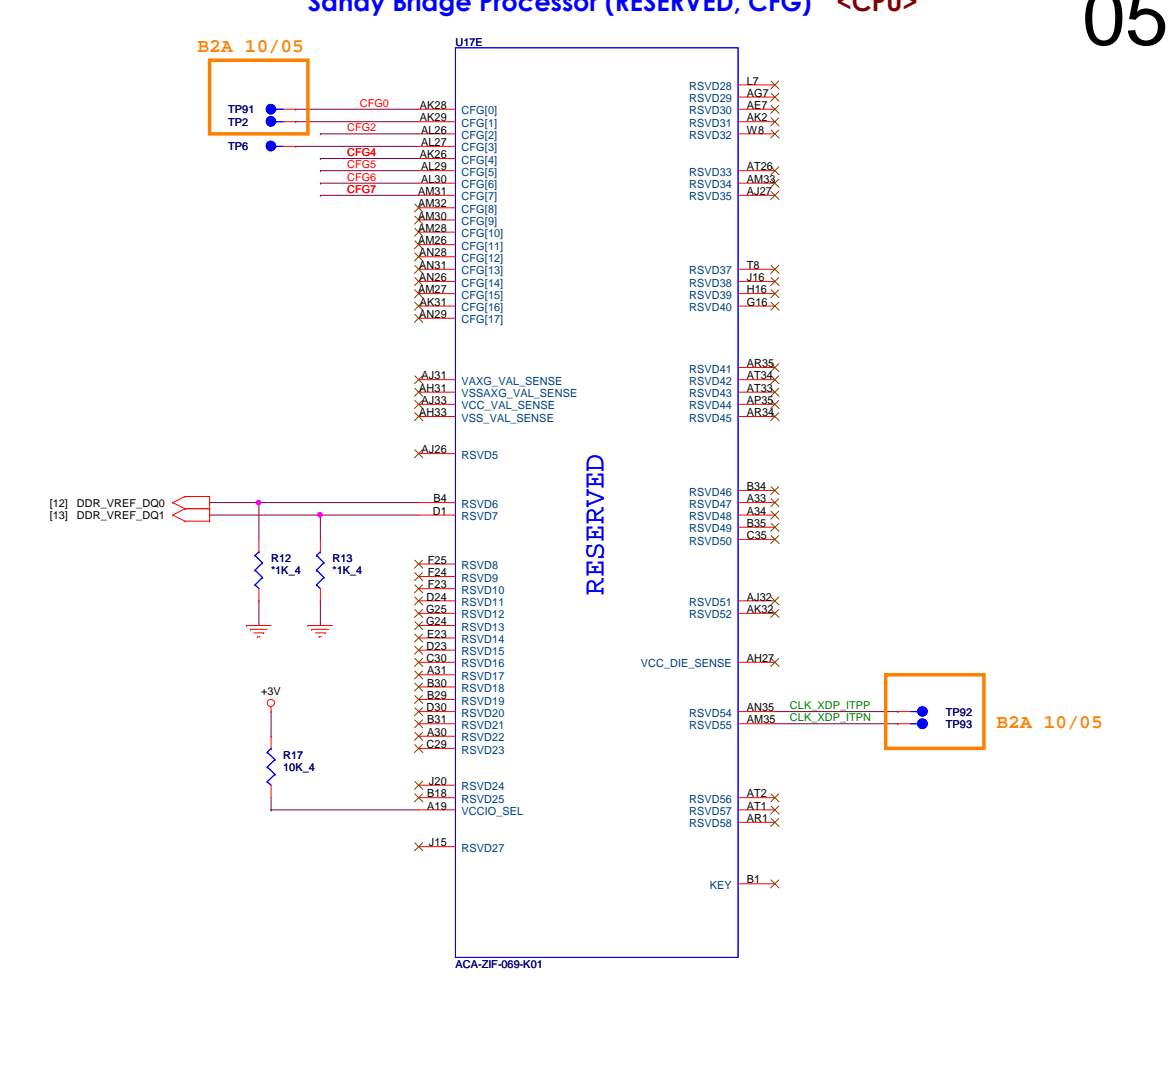 Sandy Bridge Processor (RESERVED, CFG) <CPU>
05
B2A 10/05
U17E
TP91
TP2
TP6
CFG0
CFG2
CFG4
CFG5
CFG6
CFG7
AK28 CFG[0]
AK29 CFG[1]
AL26 CFG[2]
AL27 CFG[3]
AK26 CFG[4]
AL29 CFG[5]
AL30 CFG[6]
AM31 CFG[7]
AM32 CFG[8]
AM30 CFG[9]
AM28 CFG[10]
AM26 CFG[11]
AN28 CFG[12]
AN31 CFG[13]
AN26 CFG[14]
AM27 CFG[15]
AK31 CFG[16]
AN29 CFG[17]
AJ31 VAXG_VAL_SENSE
AH31 VSSAXG_VAL_SENSE
AJ33 VCC_VAL_SENSE
AH33 VSS_VAL_SENSE
AJ26 RSVD5
[12] DDR_VREF_DQ0 B4 RSVD6
[13] DDR_VREF_DQ1 D1 RSVD7
R12
*1K_4
R13
*1K_4
F25 RSVD8
F24 RSVD9
F23 RSVD10
D24 RSVD11
G25 RSVD12
G24 RSVD13
E23 RSVD14
D23 RSVD15
C30 RSVD16
A31 RSVD17
B30 RSVD18
B29 RSVD19
D30 RSVD20
B31 RSVD21
A30 RSVD22
C29 RSVD23
+3V
R17
10K_4
J20 RSVD24
B18 RSVD25
A19 VCCIO_SEL
J15 RSVD27
RESERVED
RSVD28 L7
RSVD29 AG7
RSVD30 AE7
RSVD31 AK2
RSVD32 W8
RSVD33 AT26
RSVD34 AM33
RSVD35 AJ27
RSVD37 T8
RSVD38 J16
RSVD39 H16
RSVD40 G16
RSVD41 AR35
RSVD42 AT34
RSVD43 AT33
RSVD44 AP35
RSVD45 AR34
RSVD46 B34
RSVD47 A33
RSVD48 A34
RSVD49 B35
RSVD50 C35
RSVD51 AJ32
RSVD52 AK32
VCC_DIE_SENSE AH27
RSVD54 AN35 CLK_XDP_ITPP TP92
RSVD55 AM35 CLK_XDP_ITPN TP93
B2A 10/05
RSVD56 AT2
RSVD57 AT1
RSVD58 AR1
KEY B1
ACA-ZIF-069-K01